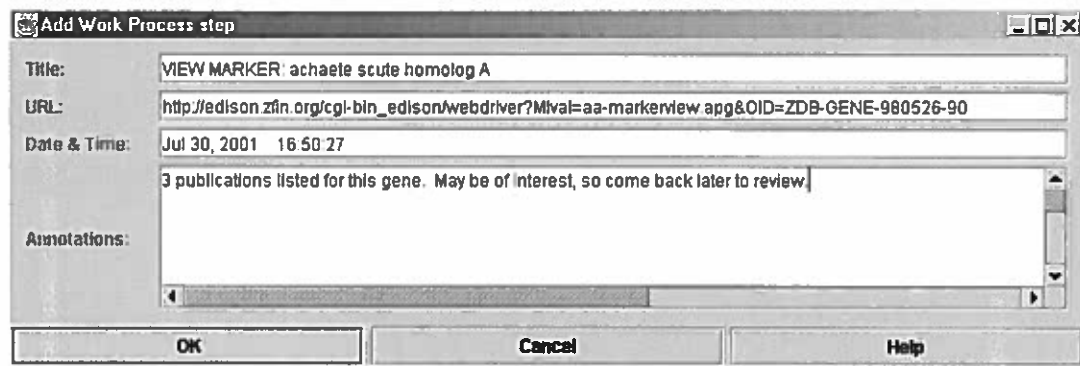 Add Work Process step
Title: VIEW MARKER: achaete scute homolog A
URL: http://edison.zfin.org/cgi-bin_edison/webdriver?MIval=aa-markerview.apg&OID=ZDB-GENE-980526-90
Date & Time: Jul 30, 2001 16:50:27
3 publications listed for this gene. May be of interest, so come back later to review.
Annotations:
OK Cancel Help